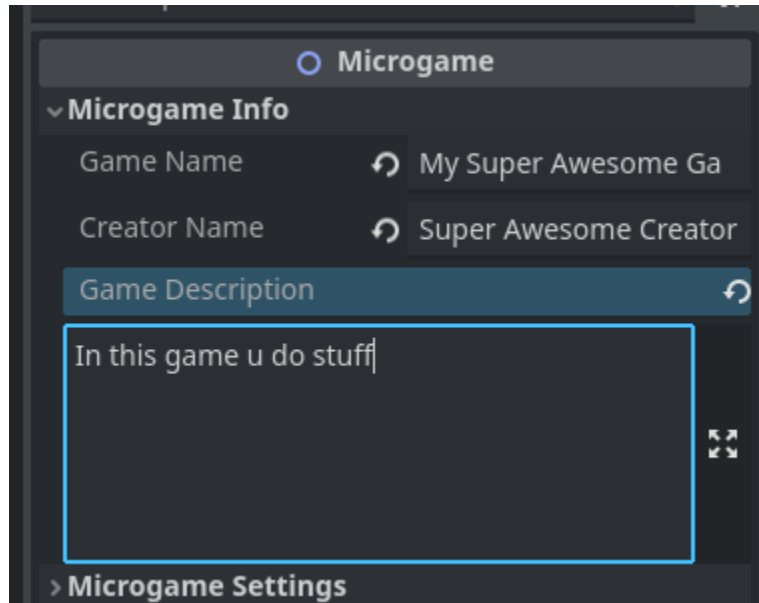 Microgame
Microgame Info
Game Name
My Super Awesome Ga
Creator Name
Super Awesome Creator
Game Description
In this game u do stuff
Microgame Settings